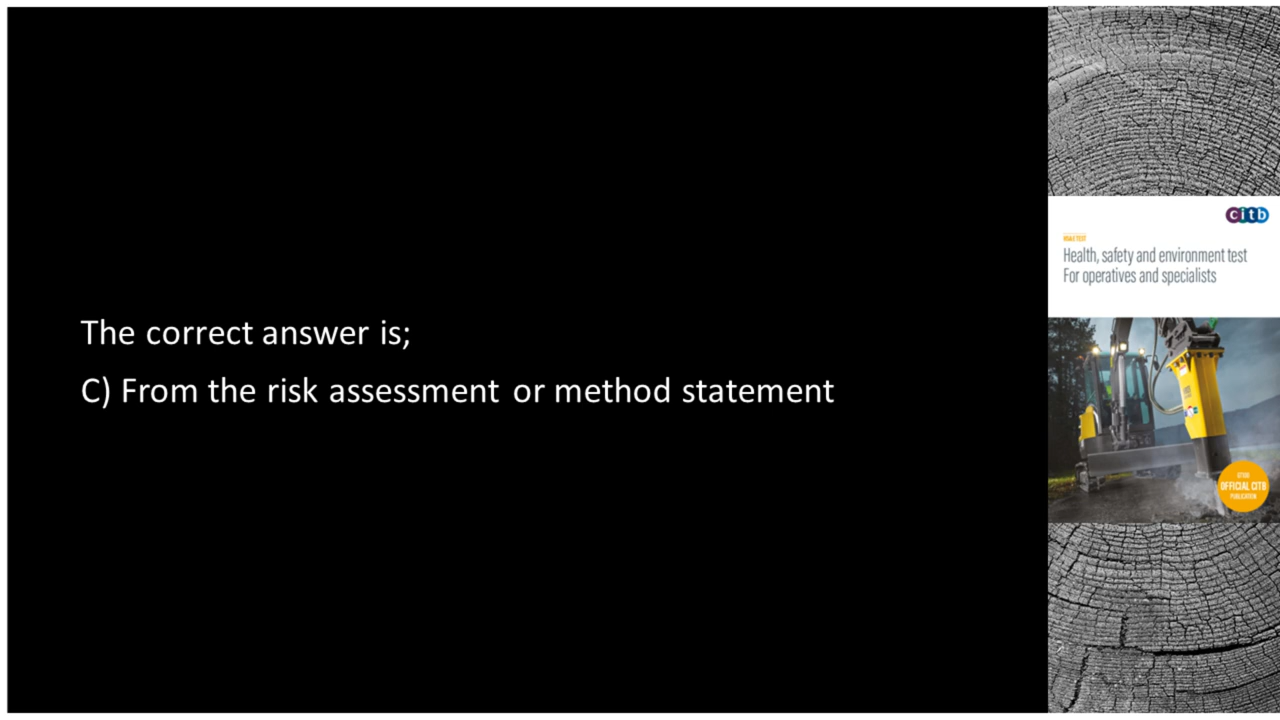 The correct answer is;
C) From the risk assessment or method statement
citb
Health, safety and environment test
For operatives and specialists
OFFICIAL CITB
PUBLICATION